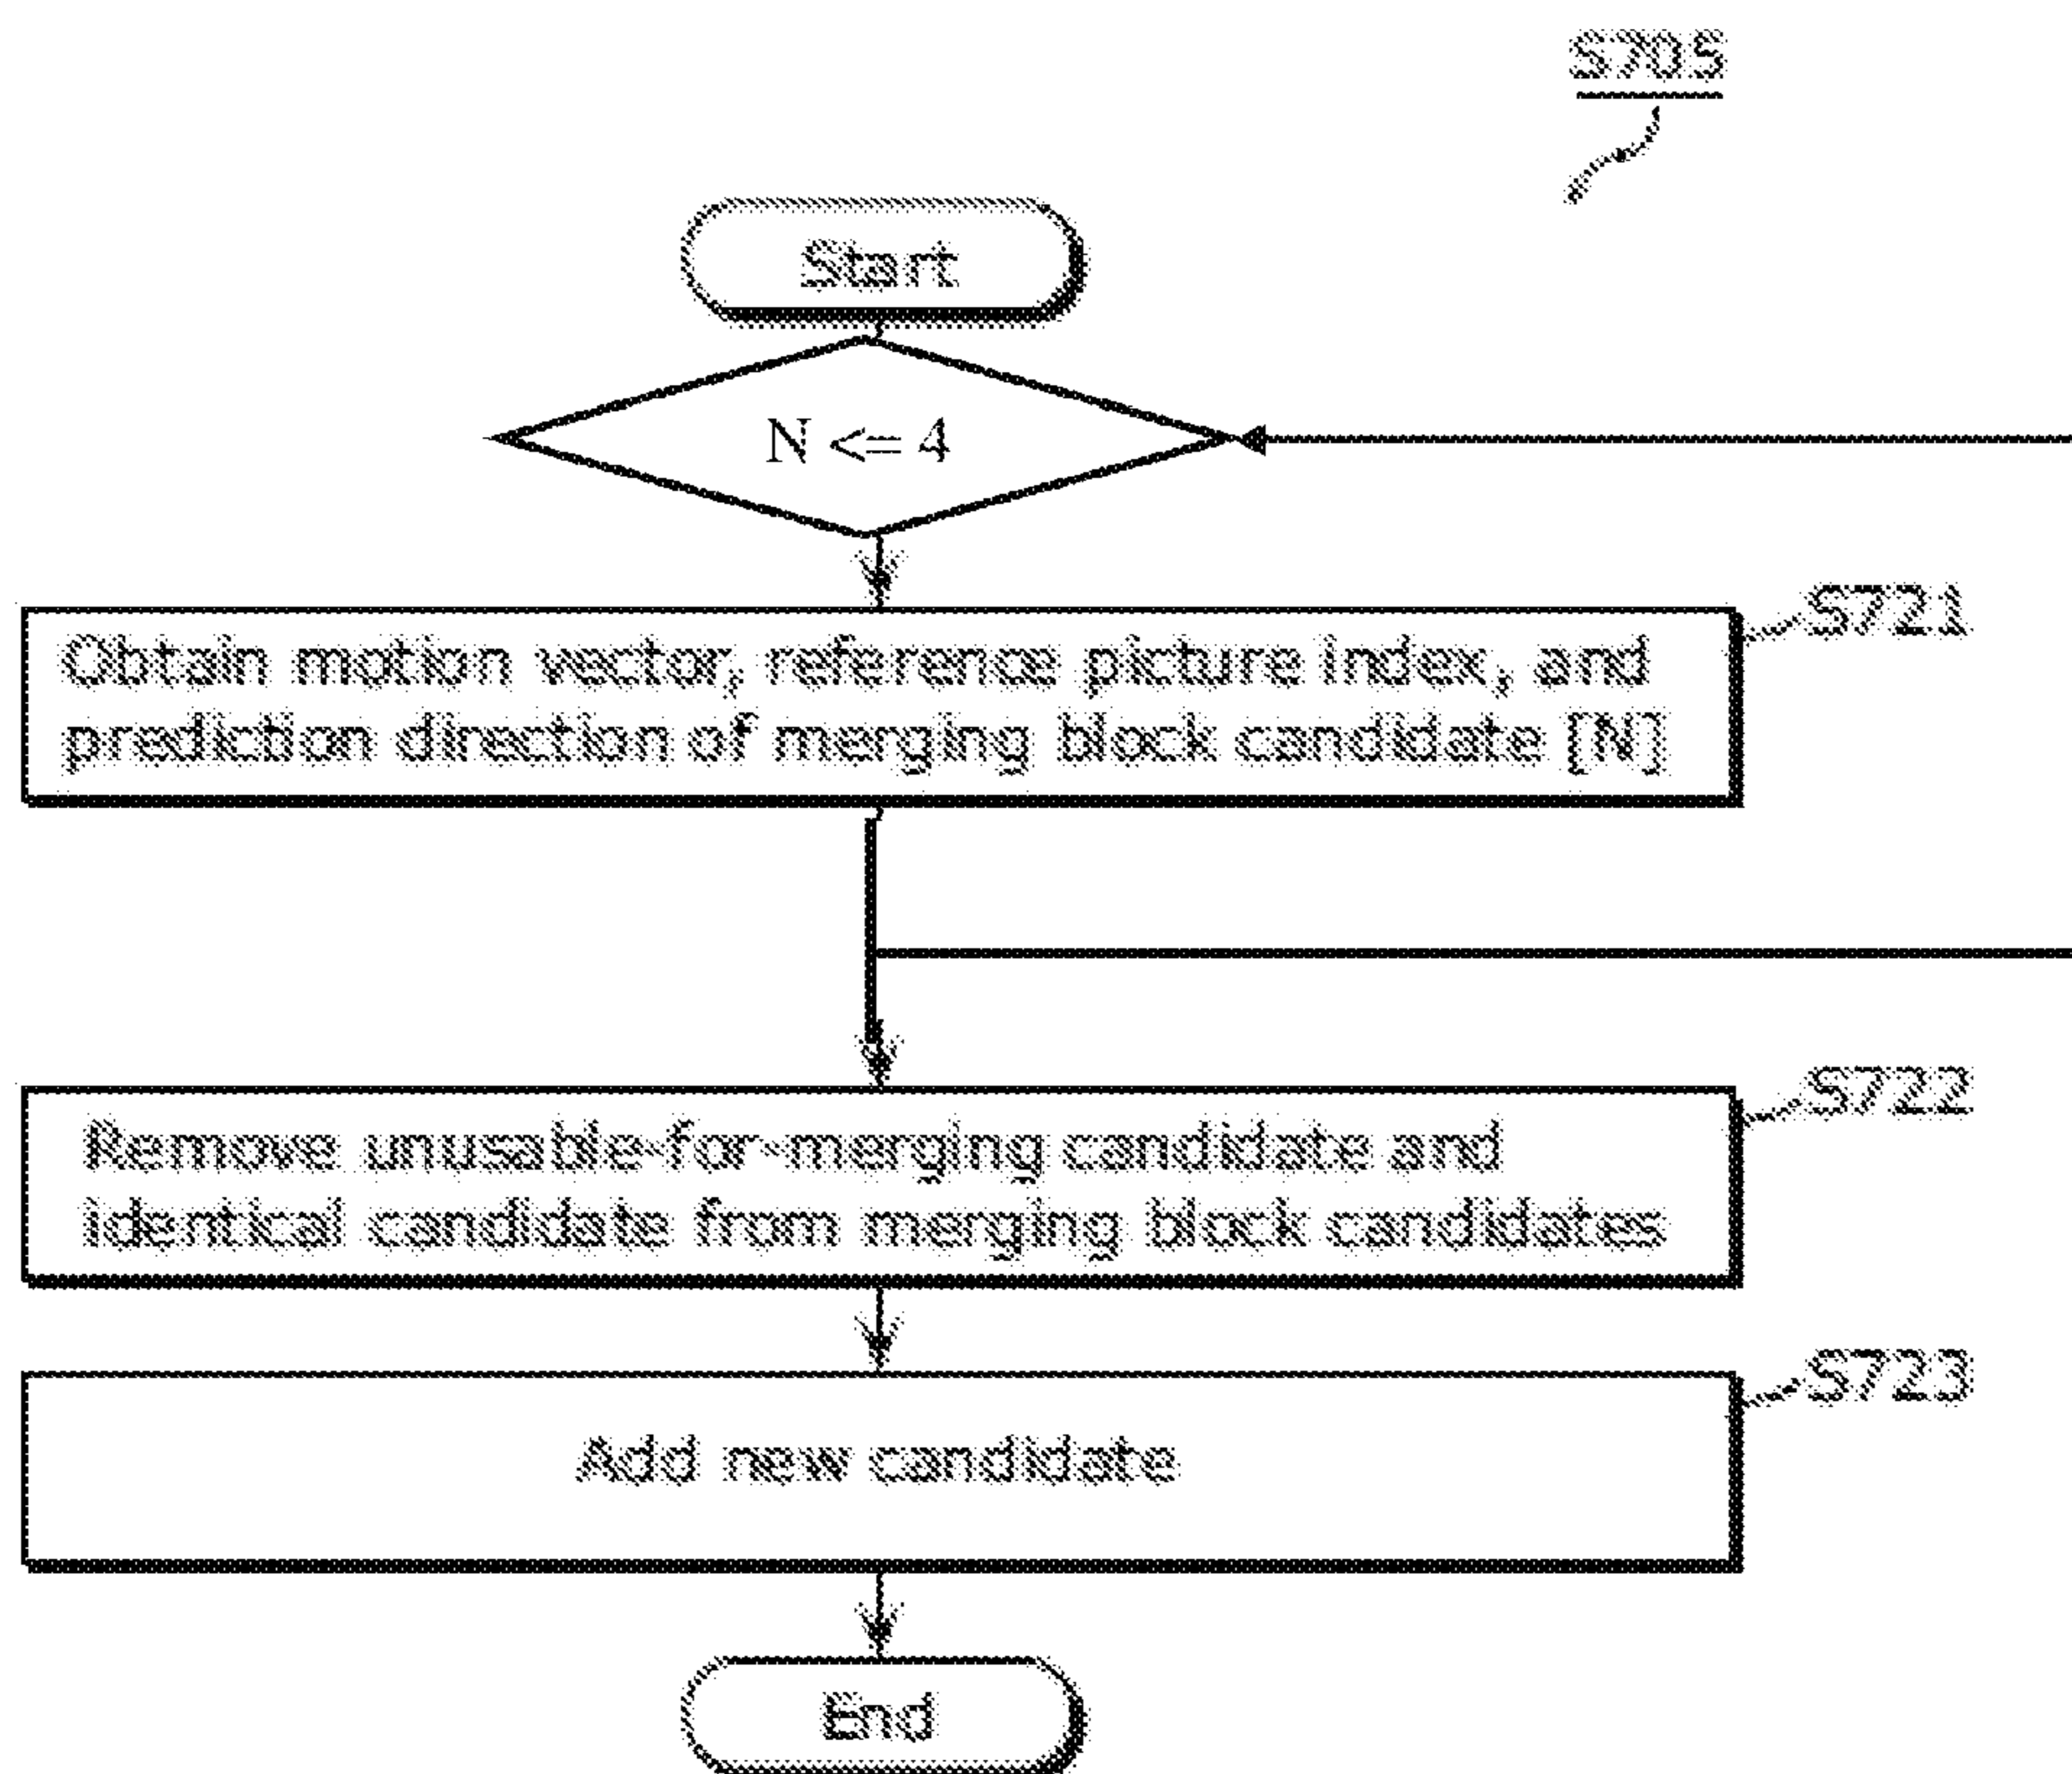 S705
Start
N <= 4
S721
Obtain motion vector, reference picture index, and
prediction direction of merging block candidate [N]
S722
Remove unusable-for-merging candidate and
identical candidate from merging block candidates
S723
Add new candidate
End